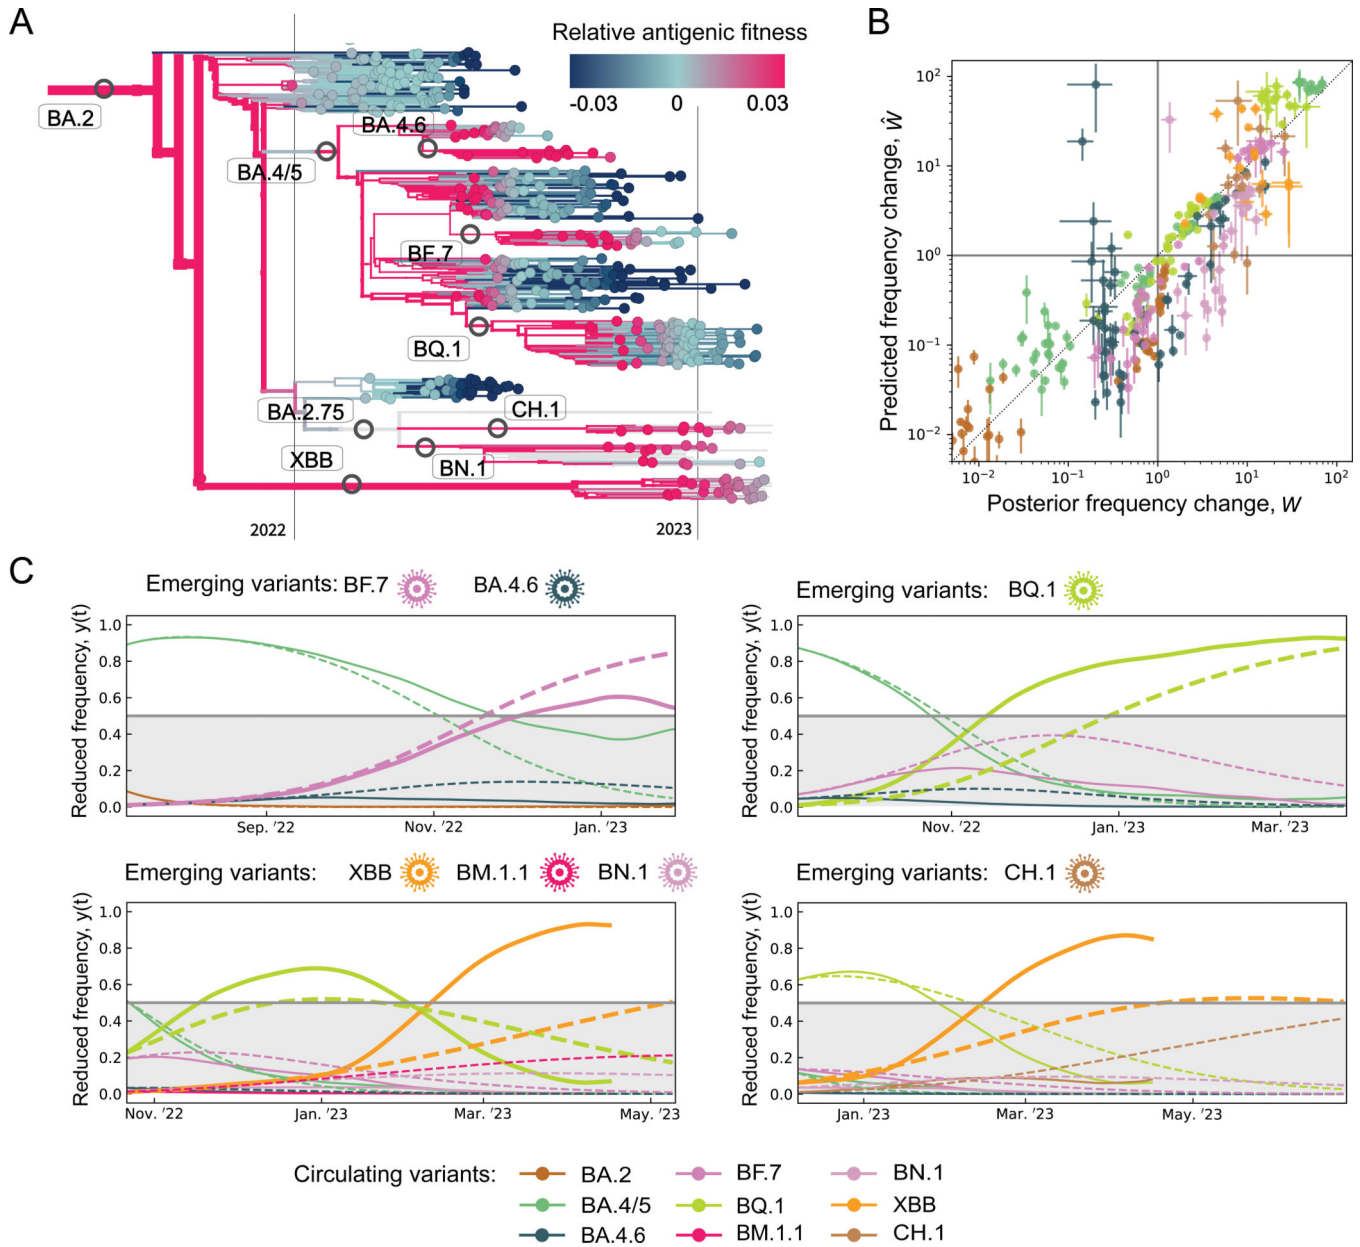 A
Relative antigenic fitness
-0.03 0 0.03
BA.2
BA.4.6
BA.4/5
BF.7
BQ.1
BA.2.75
CH.1
XBB
BN.1
2022
2023
B
Predicted frequency change, Ŵ
10² 
10¹
10⁰
10⁻¹
10⁻²
10⁻² 10⁻¹ 10⁰ 10¹ 10²
Posterior frequency change, W
C
Emerging variants: BF.7 BA.4.6
Reduced frequency, y(t)
1.0
0.8
0.6
0.4
0.2
0.0
Sep. '22 Nov. '22 Jan. '23
Emerging variants: BQ.1
Reduced frequency, y(t)
1.0
0.8
0.6
0.4
0.2
0.0
Nov. '22 Jan. '23 Mar. '23
Emerging variants: XBB BM.1.1 BN.1
Reduced frequency, y(t)
1.0
0.8
0.6
0.4
0.2
0.0
Nov. '22 Jan. '23 Mar. '23 May. '23
Emerging variants: CH.1
Reduced frequency, y(t)
1.0
0.8
0.6
0.4
0.2
0.0
Jan. '23 Mar. '23 May. '23
Circulating variants: BA.2 BF.7 BN.1
BA.4/5 BQ.1 XBB
BA.4.6 BM.1.1 CH.1